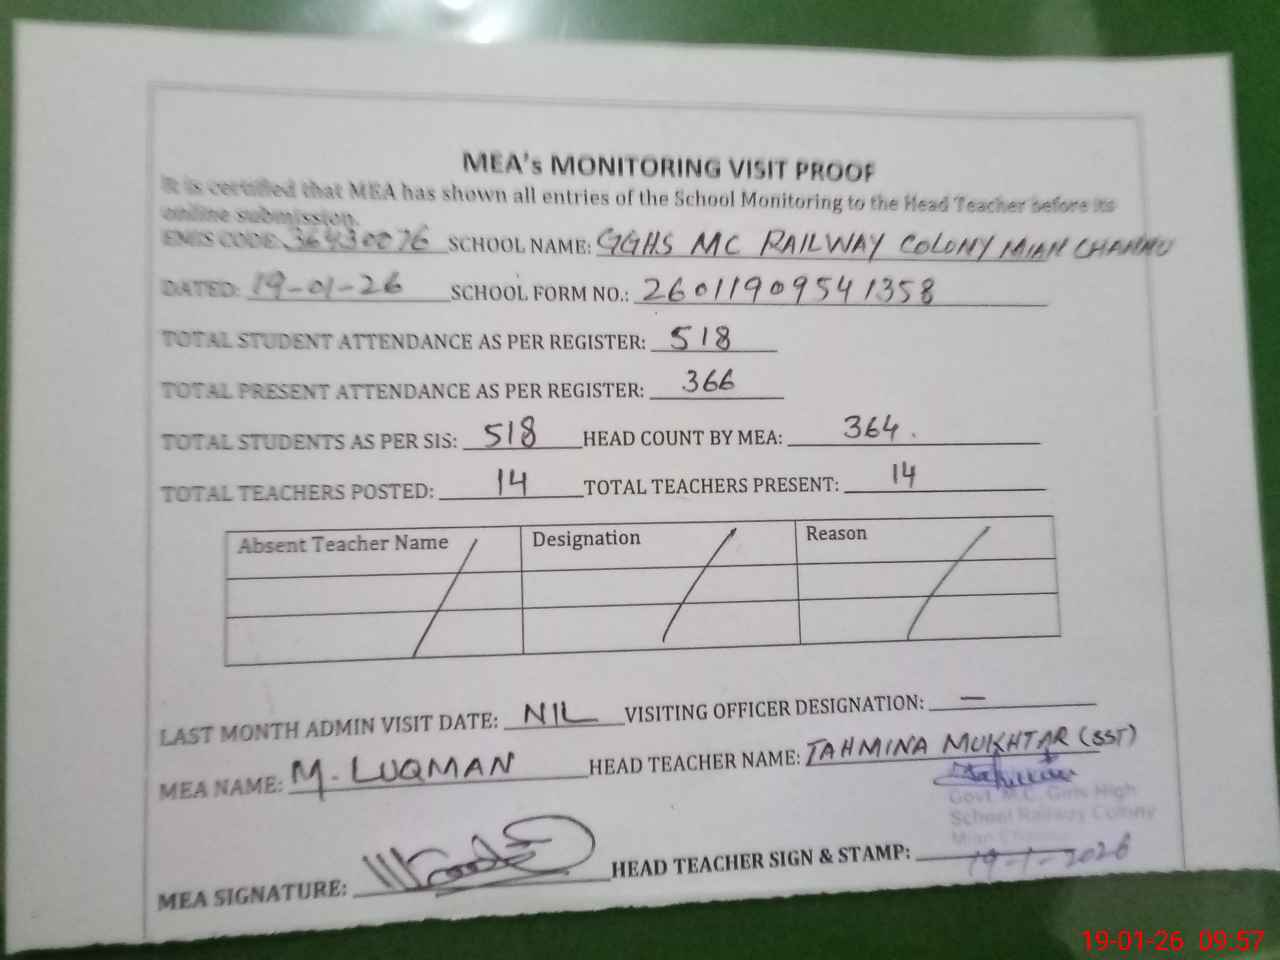 MEA's MONITORING VISIT PROOF
It is certified that MEA has shown all entries of the School Monitoring to the Head Teacher before its
online submission.
EMIS CODE: 36430076 SCHOOL NAME: GGHS MC RAILWAY COLONY MIAN CHANNU
DATED: 19-01-26 SCHOOL FORM NO.: 26011909541358
TOTAL STUDENT ATTENDANCE AS PER REGISTER: 518
TOTAL PRESENT ATTENDANCE AS PER REGISTER: 366
TOTAL STUDENTS AS PER SIS: 518 HEAD COUNT BY MEA: 364.
TOTAL TEACHERS POSTED: 14 TOTAL TEACHERS PRESENT: 14
Absent Teacher Name Designation Reason
LAST MONTH ADMIN VISIT DATE: NIL VISITING OFFICER DESIGNATION: —
MEA NAME: M. LUQMAN HEAD TEACHER NAME: TAHMINA MUKHTAR (SST)
Govt. M.C. Girls High
School Railway Colony
Mian Channu
MEA SIGNATURE: HEAD TEACHER SIGN & STAMP: 19-1-2026
19-01-26 09:57